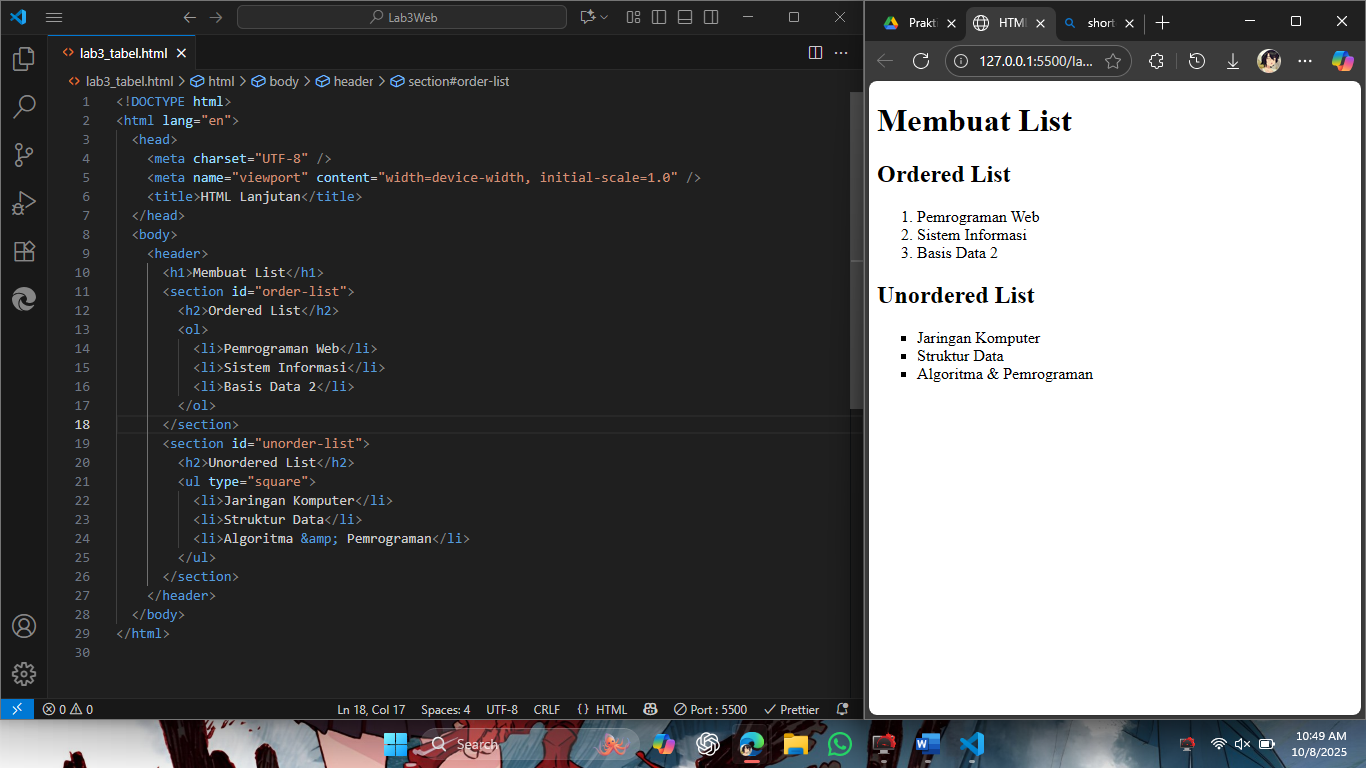 Lab3Web
lab3_tabel.html
lab3_tabel.html > html > body > header > section#order-list
1 <!DOCTYPE html>
2 <html lang="en">
3 <head>
4 <meta charset="UTF-8" />
5 <meta name="viewport" content="width=device-width, initial-scale=1.0" />
6 <title>HTML Lanjutan</title>
7 </head>
8 <body>
9 <header>
10 <h1>Membuat List</h1>
11 <section id="order-list">
12 <h2>Ordered List</h2>
13 <ol>
14 <li>Pemrograman Web</li>
15 <li>Sistem Informasi</li>
16 <li>Basis Data 2</li>
17 </ol>
18 </section>
19 <section id="unorder-list">
20 <h2>Unordered List</h2>
21 <ul type="square">
22 <li>Jaringan Komputer</li>
23 <li>Struktur Data</li>
24 <li>Algoritma &amp; Pemrograman</li>
25 </ul>
26 </section>
27 </header>
28 </body>
29 </html>
30
0 0 Ln 18, Col 17 Spaces: 4 UTF-8 CRLF {} HTML Port : 5500 Prettier
Prakti HTML short
127.0.0.1:5500/la...
Membuat List
Ordered List
1. Pemrograman Web
2. Sistem Informasi
3. Basis Data 2
Unordered List
Jaringan Komputer
Struktur Data
Algoritma & Pemrograman
Search
10:49 AM
10/8/2025